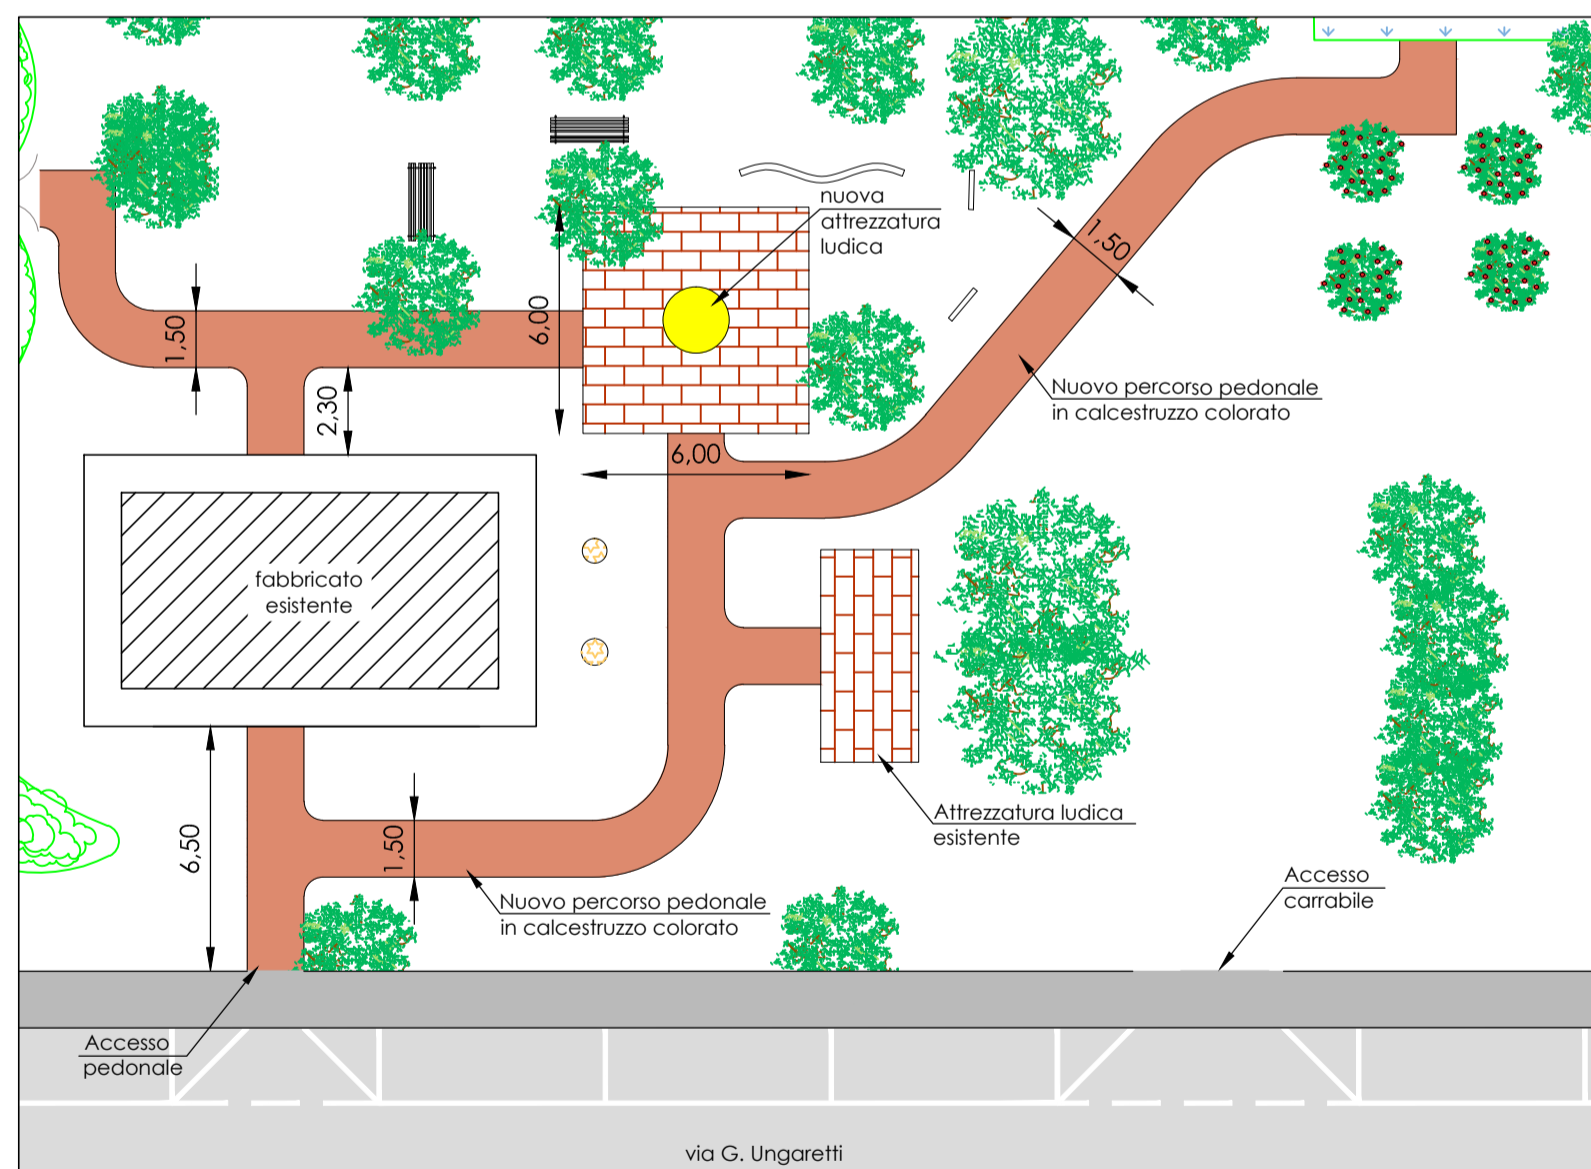 nuova
attrezzatura
ludica
1,50
6,00
1,50
2,30
Nuovo percorso pedonale
in calcestruzzo colorato
6,00
fabbricato
esistente
Attrezzatura ludica
esistente
6,50
1,50
Accesso
carrabile
Nuovo percorso pedonale
in calcestruzzo colorato
Accesso
pedonale
via G. Ungaretti